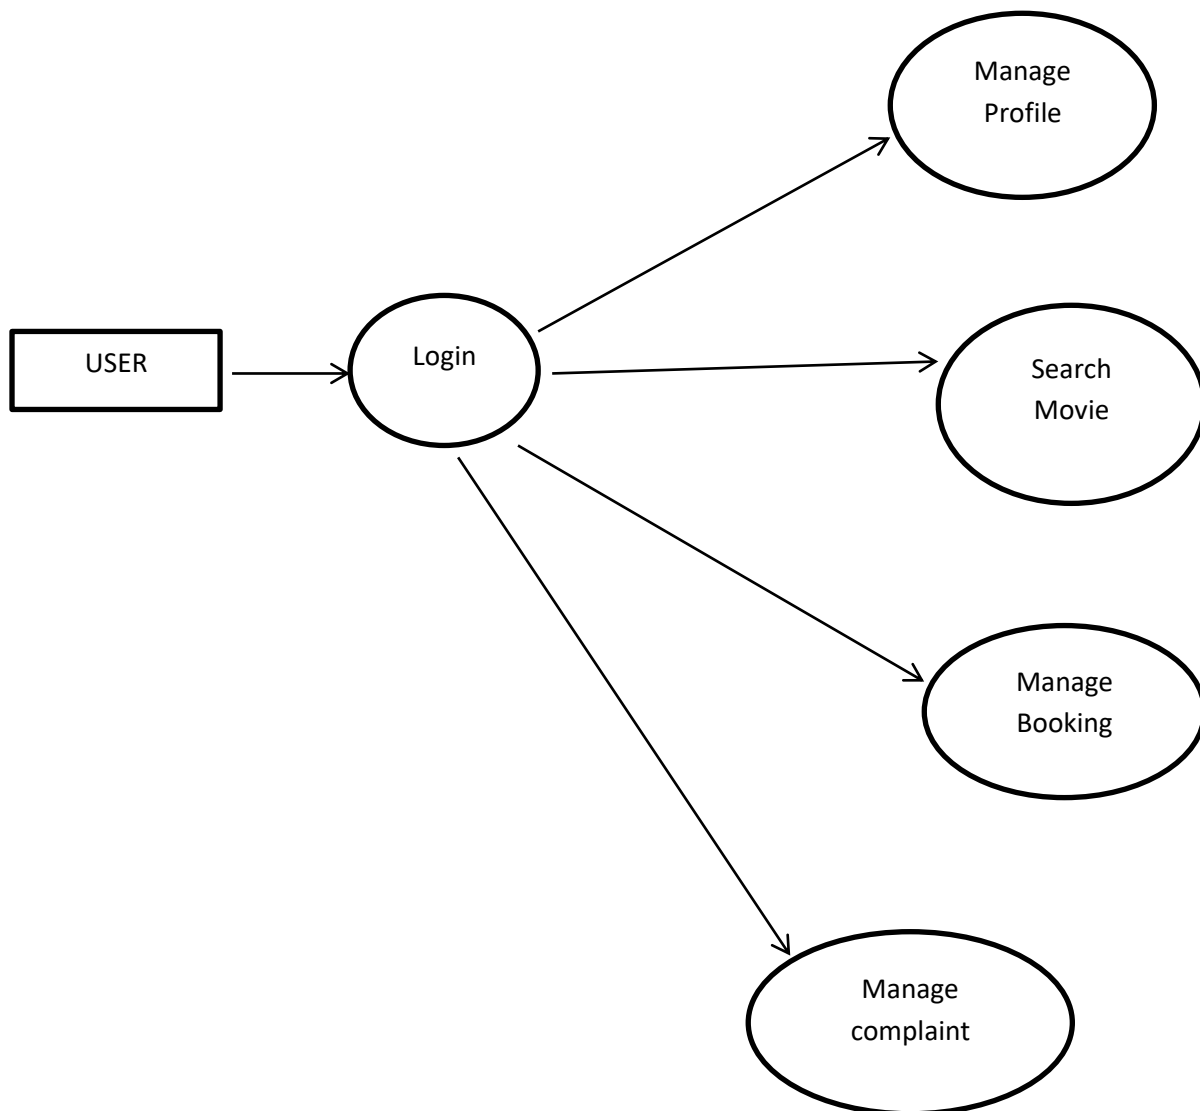 Manage
Profile
USER
Login
Search
Movie
Manage
Booking
Manage
complaint